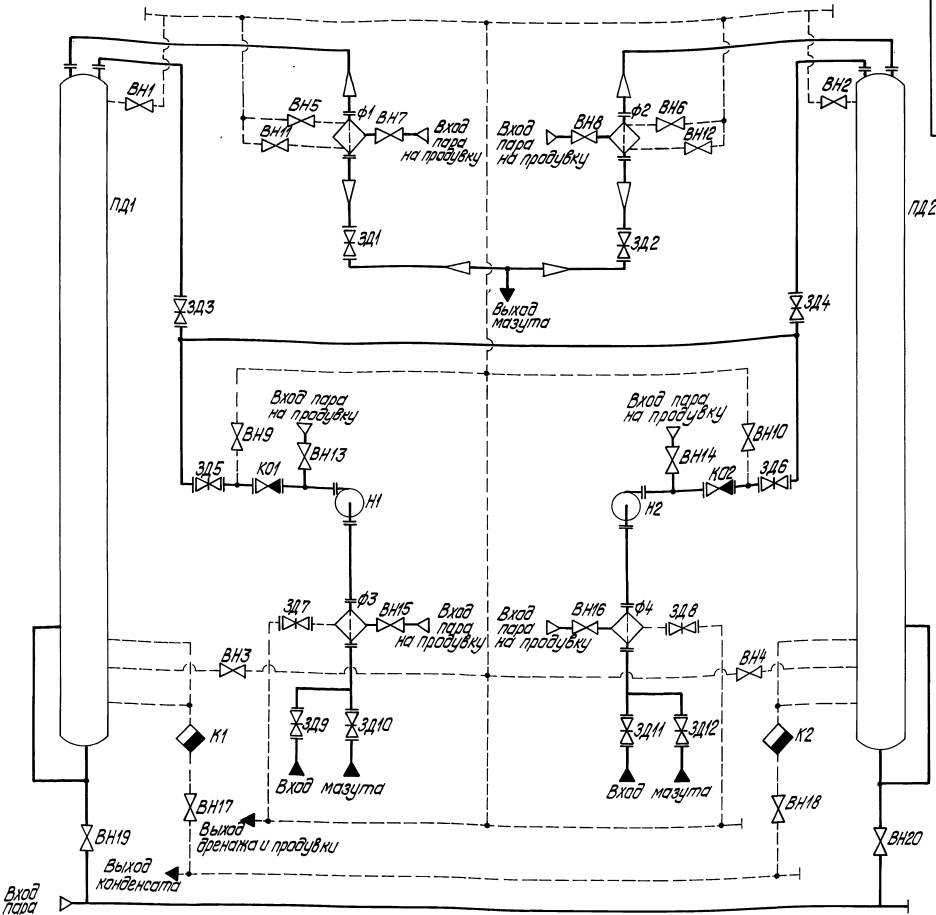 ВН1
ВН5
Ф1
ВН7
ВН11
Вход
пара
на продувку
Вход
пара
на продувку
ВН8
Ф2
ВН6
ВН12
ВН2
ПД1
ПД2
ЗД1
ЗД2
Выход
мазута
ЗД3
ЗД4
Вход пара
на продувку
Вход пара
на продувку
ВН9
ВН13
ВН14
ВН10
ЗД5
КО1
КО2
ЗД6
Н1
Н2
ЗД7
Ф3
ВН15
Вход
пара
на продувку
Вход
пара
на продувку
ВН16
Ф4
ЗД8
ВН3
ВН4
К1
ЗД9
ЗД10
ЗД11
ЗД12
К2
Вход мазута
Вход мазута
ВН17
ВН18
Выход
дренажа и продувки
ВН19
ВН20
Выход
конденсата
Вход
пара